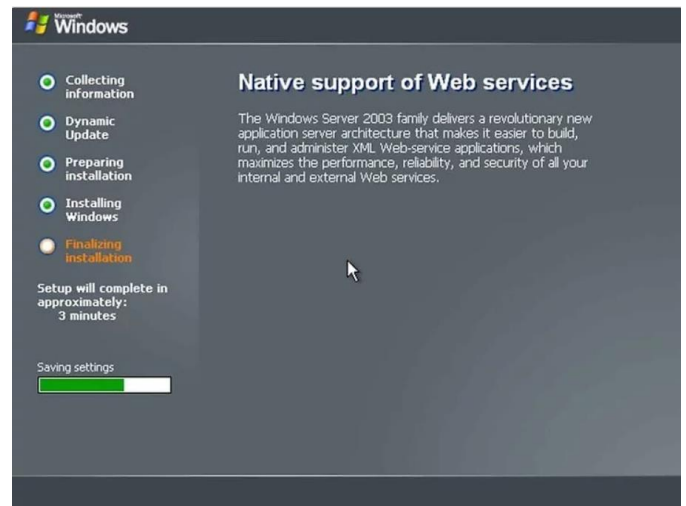 Microsoft
Windows
Collecting
information
Dynamic
Update
Preparing
installation
Installing
Windows
Finalizing
installation
Setup will complete in
approximately:
3 minutes
Saving settings
Native support of Web services
The Windows Server 2003 family delivers a revolutionary new
application server architecture that makes it easier to build,
run, and administer XML Web-service applications, which
maximizes the performance, reliability, and security of all your
internal and external Web services.